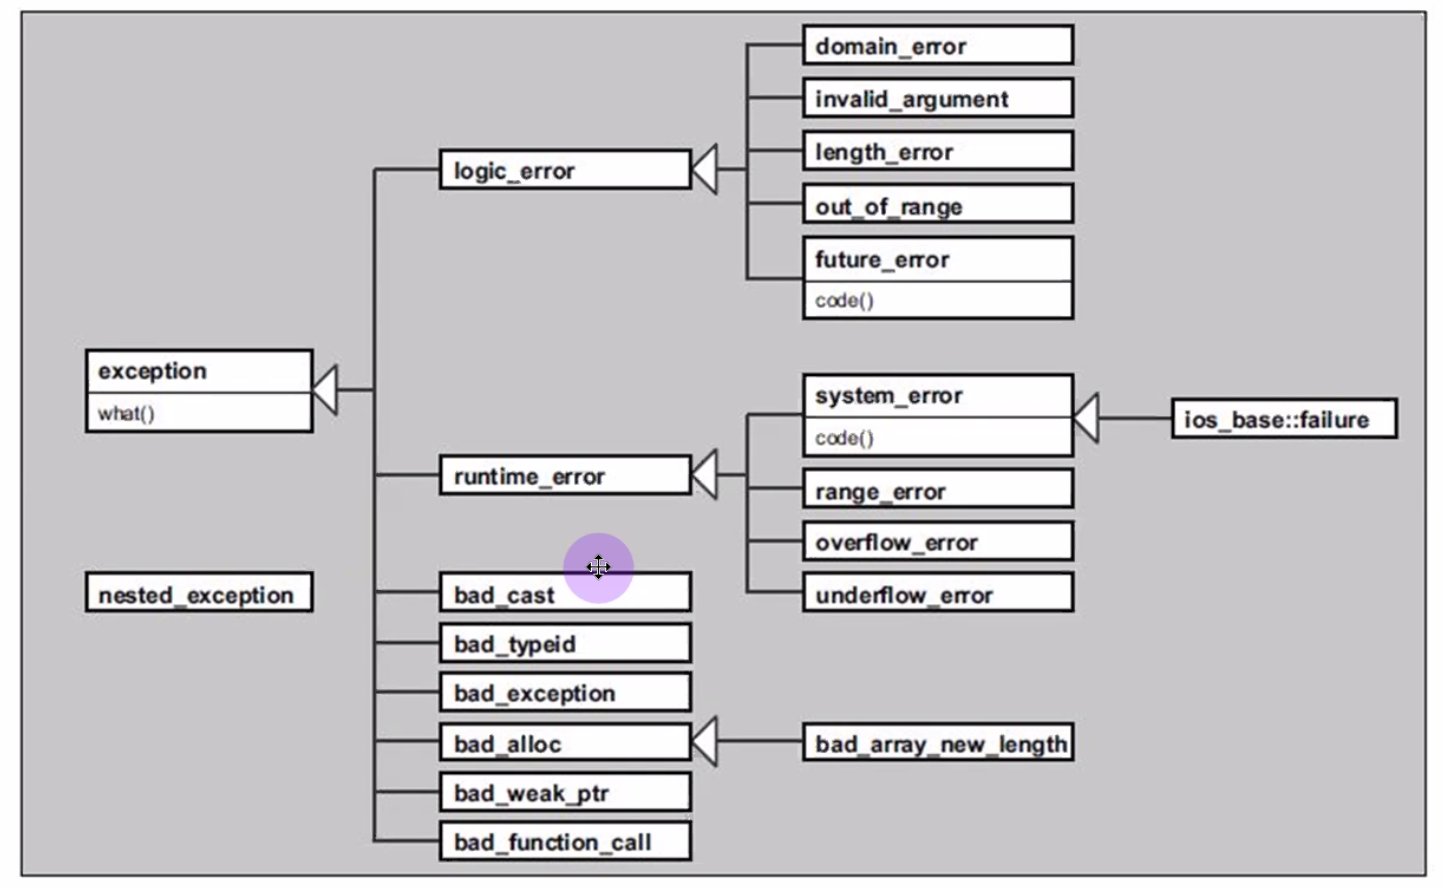 domain_error
invalid_argument
length_error
logic_error
out_of_range
future_error
code()
exception
what()
system_error
code()
ios_base::failure
runtime_error
range_error
overflow_error
nested_exception
bad_cast
underflow_error
bad_typeid
bad_exception
bad_alloc
bad_array_new_length
bad_weak_ptr
bad_function_call